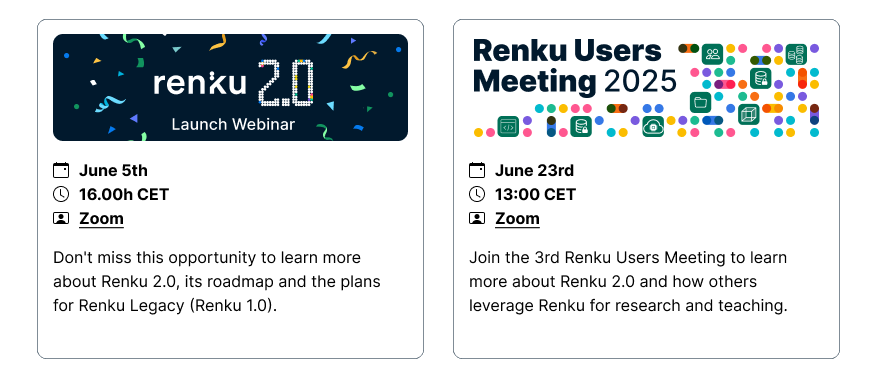 renku 2.0
Launch Webinar
June 5th
16.00h CET
Zoom
Don't miss this opportunity to learn more
about Renku 2.0, its roadmap and the plans
for Renku Legacy (Renku 1.0).
Renku Users
Meeting 2025
June 23rd
13:00 CET
Zoom
Join the 3rd Renku Users Meeting to learn
more about Renku 2.0 and how others
leverage Renku for research and teaching.